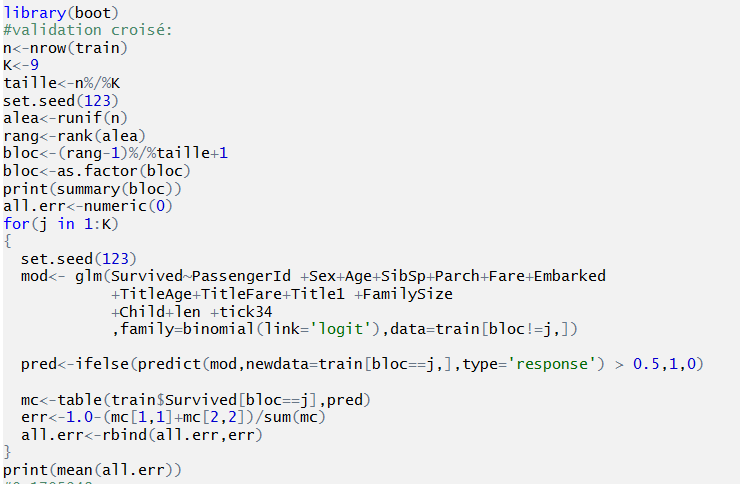 library(boot)
#validation croisé:
n<-nrow(train)
K<-9
taille<-n%/%K
set.seed(123)
alea<-runif(n)
rang<-rank(alea)
bloc<-(rang-1)%/%taille+1
bloc<-as.factor(bloc)
print(summary(bloc))
all.err<-numeric(0)
for(j in 1:K)
{
  set.seed(123)
  mod<- glm(Survived~PassengerId +Sex+Age+SibSp+Parch+Fare+Embarked
            +TitleAge+TitleFare+Title1 +FamilySize
            +Child+len +tick34
            ,family=binomial(link='logit'),data=train[bloc!=j,])
  pred<-ifelse(predict(mod,newdata=train[bloc==j,],type='response') > 0.5,1,0)
  mc<-table(train$Survived[bloc==j],pred)
  err<-1.0-(mc[1,1]+mc[2,2])/sum(mc)
  all.err<-rbind(all.err,err)
}
print(mean(all.err))